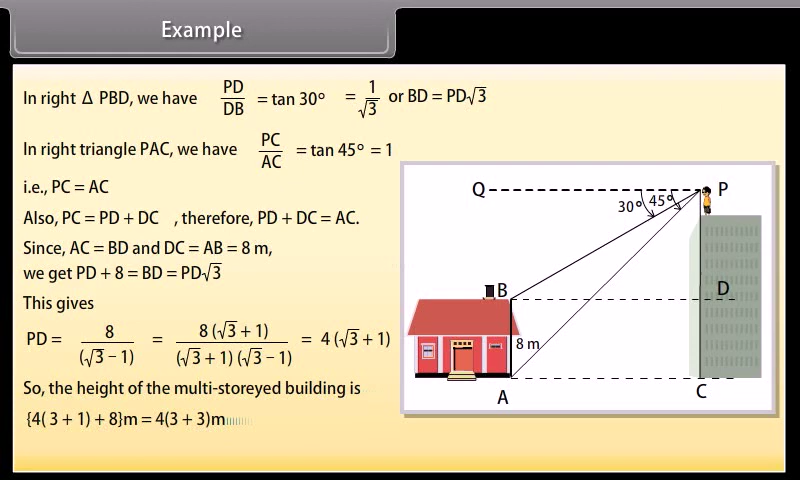 Example
In right Δ PBD, we have PD/DB = tan 30° = 1/√3 or BD = PD√3
In right triangle PAC, we have PC/AC = tan 45° = 1
i.e., PC = AC
Also, PC = PD + DC , therefore, PD + DC = AC.
Since, AC = BD and DC = AB = 8 m,
we get PD + 8 = BD = PD√3
This gives
PD = 8/(√3 − 1) = 8 (√3 + 1)/(√3 + 1) (√3 − 1) = 4 (√3 + 1)
So, the height of the multi-storeyed building is
{4( 3 + 1) + 8}m = 4(3 + 3)m
Q
P
30°
45°
B
D
8 m
A
C